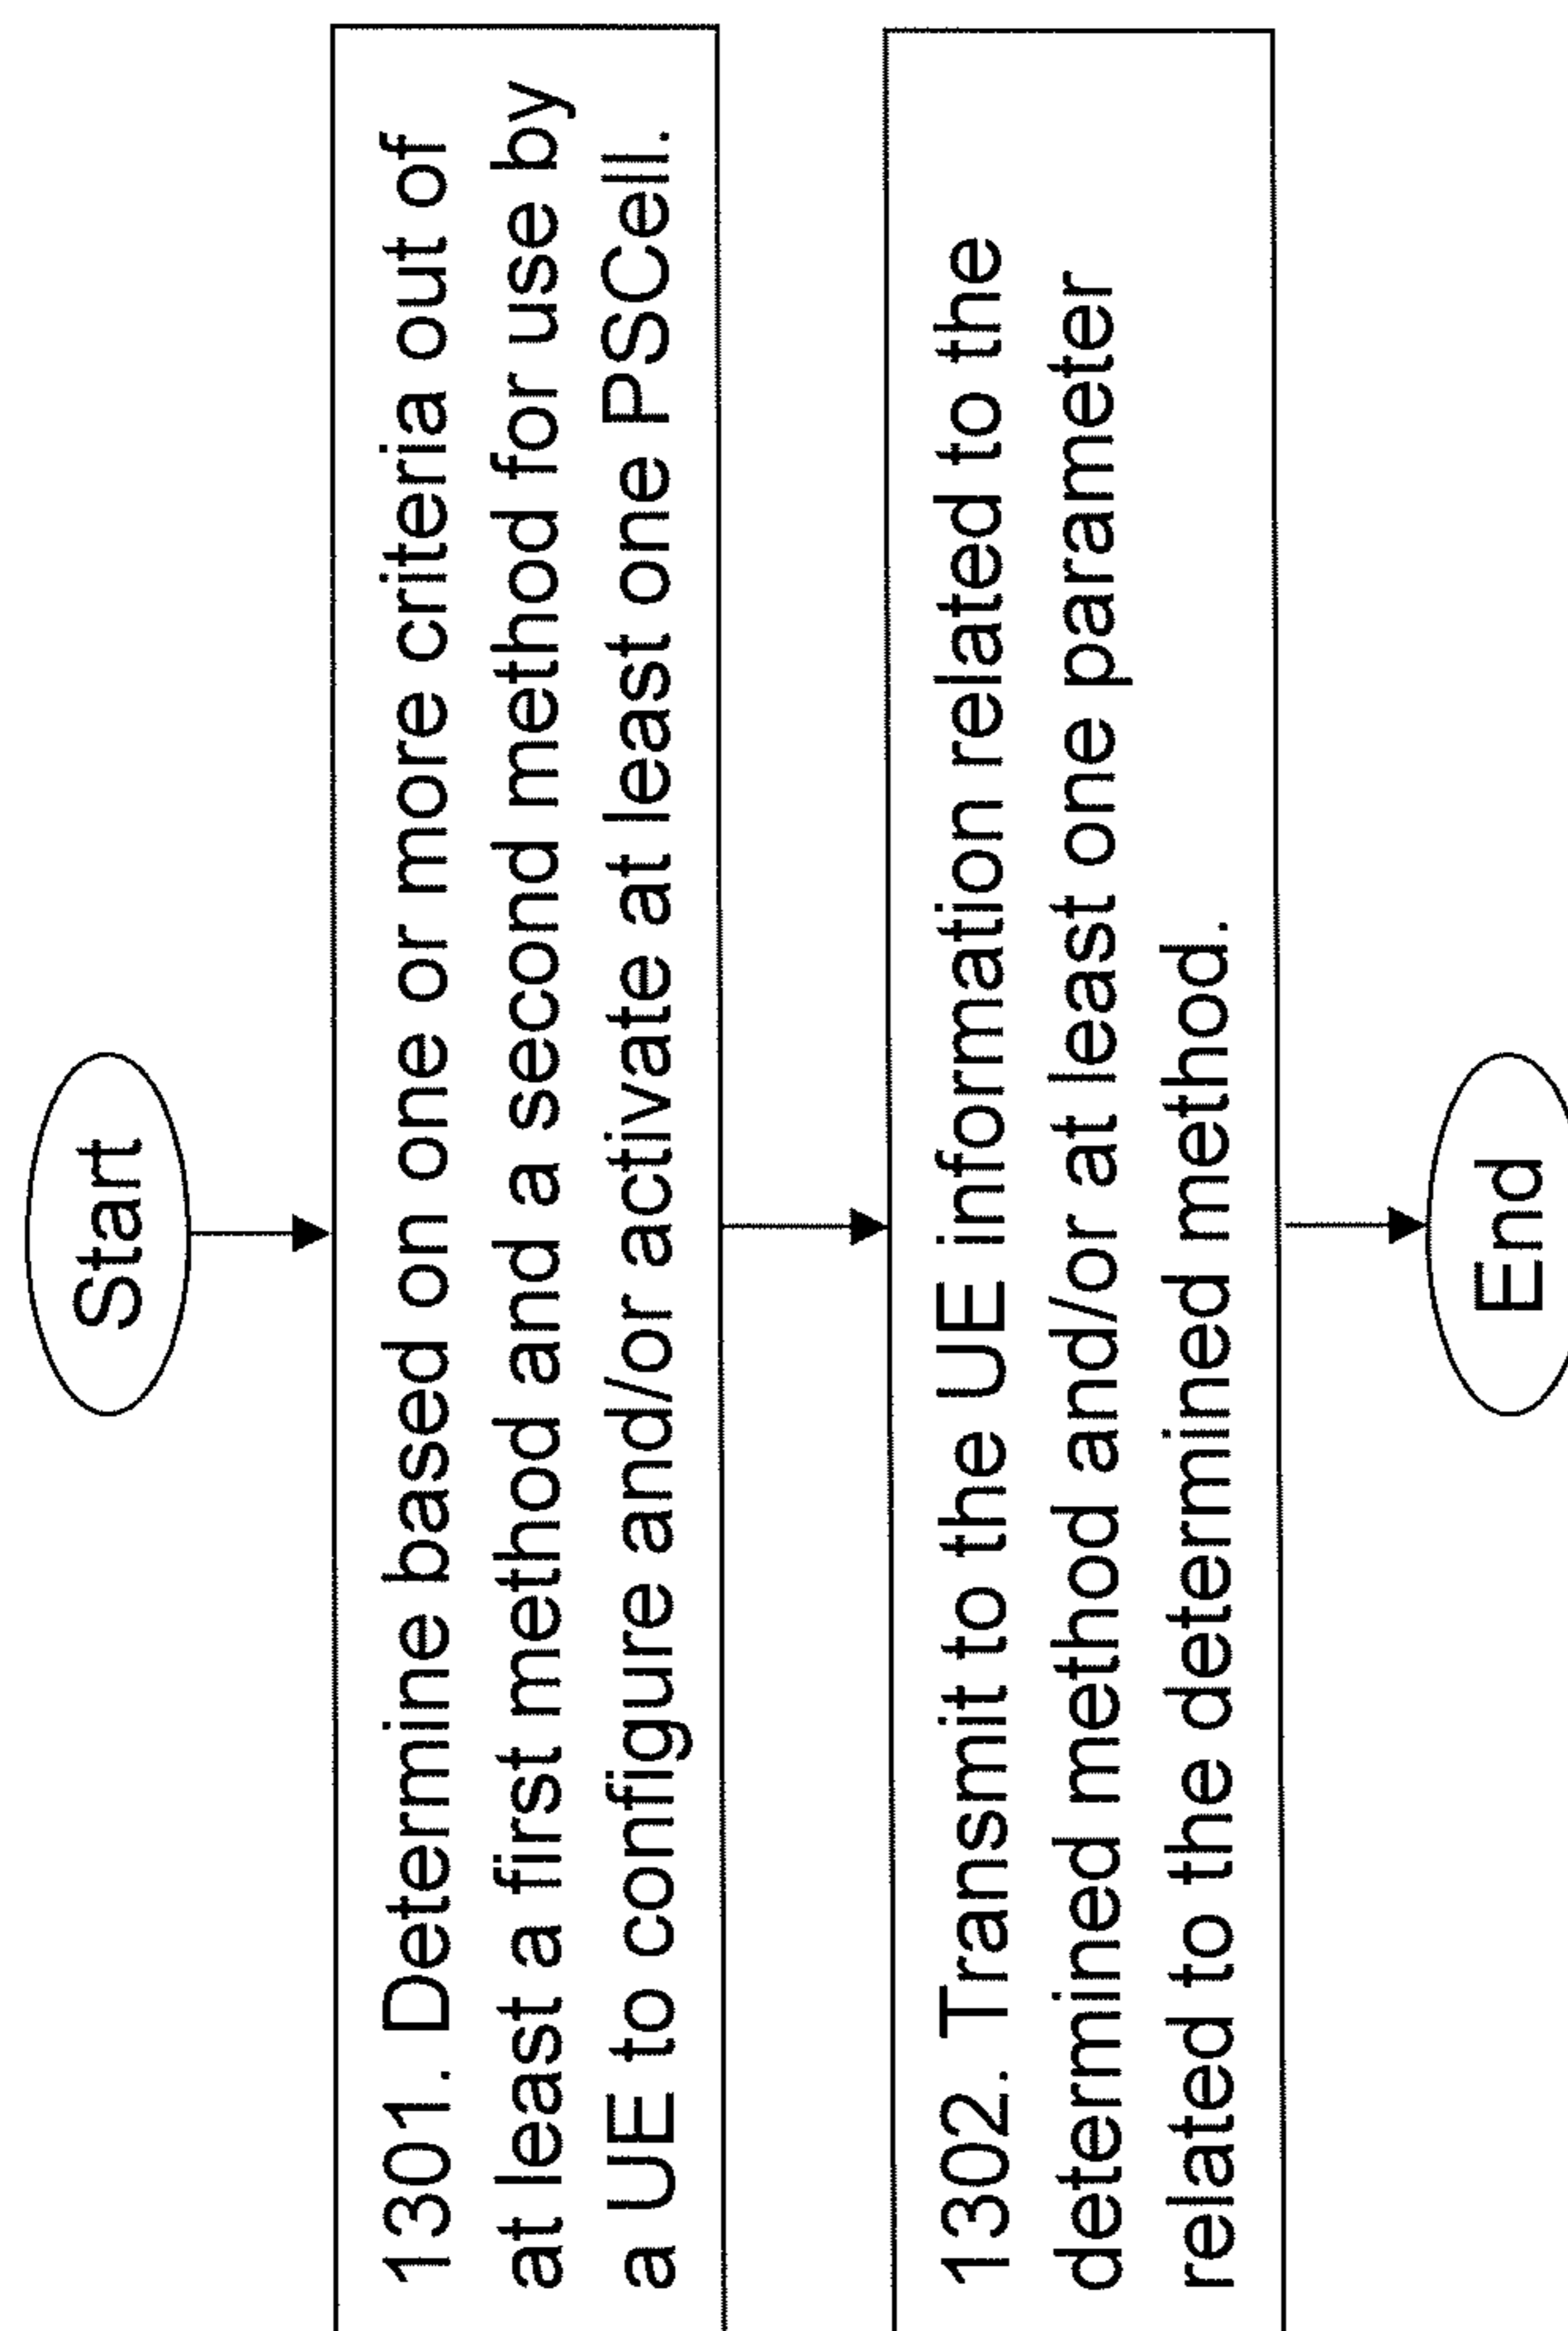 Start
1301. Determine based on one or more criteria out of
at least a first method and a second method for use by
a UE to configure and/or activate at least one PSCell.
1302. Transmit to the UE information related to the
determined method and/or at least one parameter
related to the determined method.
End